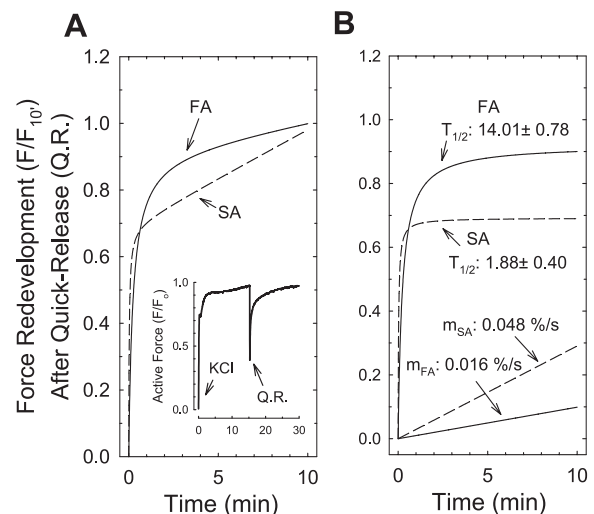 A
B
Force Redevelopment (F/F10')
After Quick-Release (Q.R.)
1.2
1.0
0.8
0.6
0.4
0.2
0.0
FA
SA
Active Force (F/Fo)
1.0
0.5
0.0
KCl
Q.R.
0
10
20
30
0
5
10
Time (min)
1.2
1.0
0.8
0.6
0.4
0.2
0.0
FA
T1/2: 14.01± 0.78
SA
T1/2: 1.88± 0.40
mSA: 0.048 %/s
mFA: 0.016 %/s
0
5
10
Time (min)